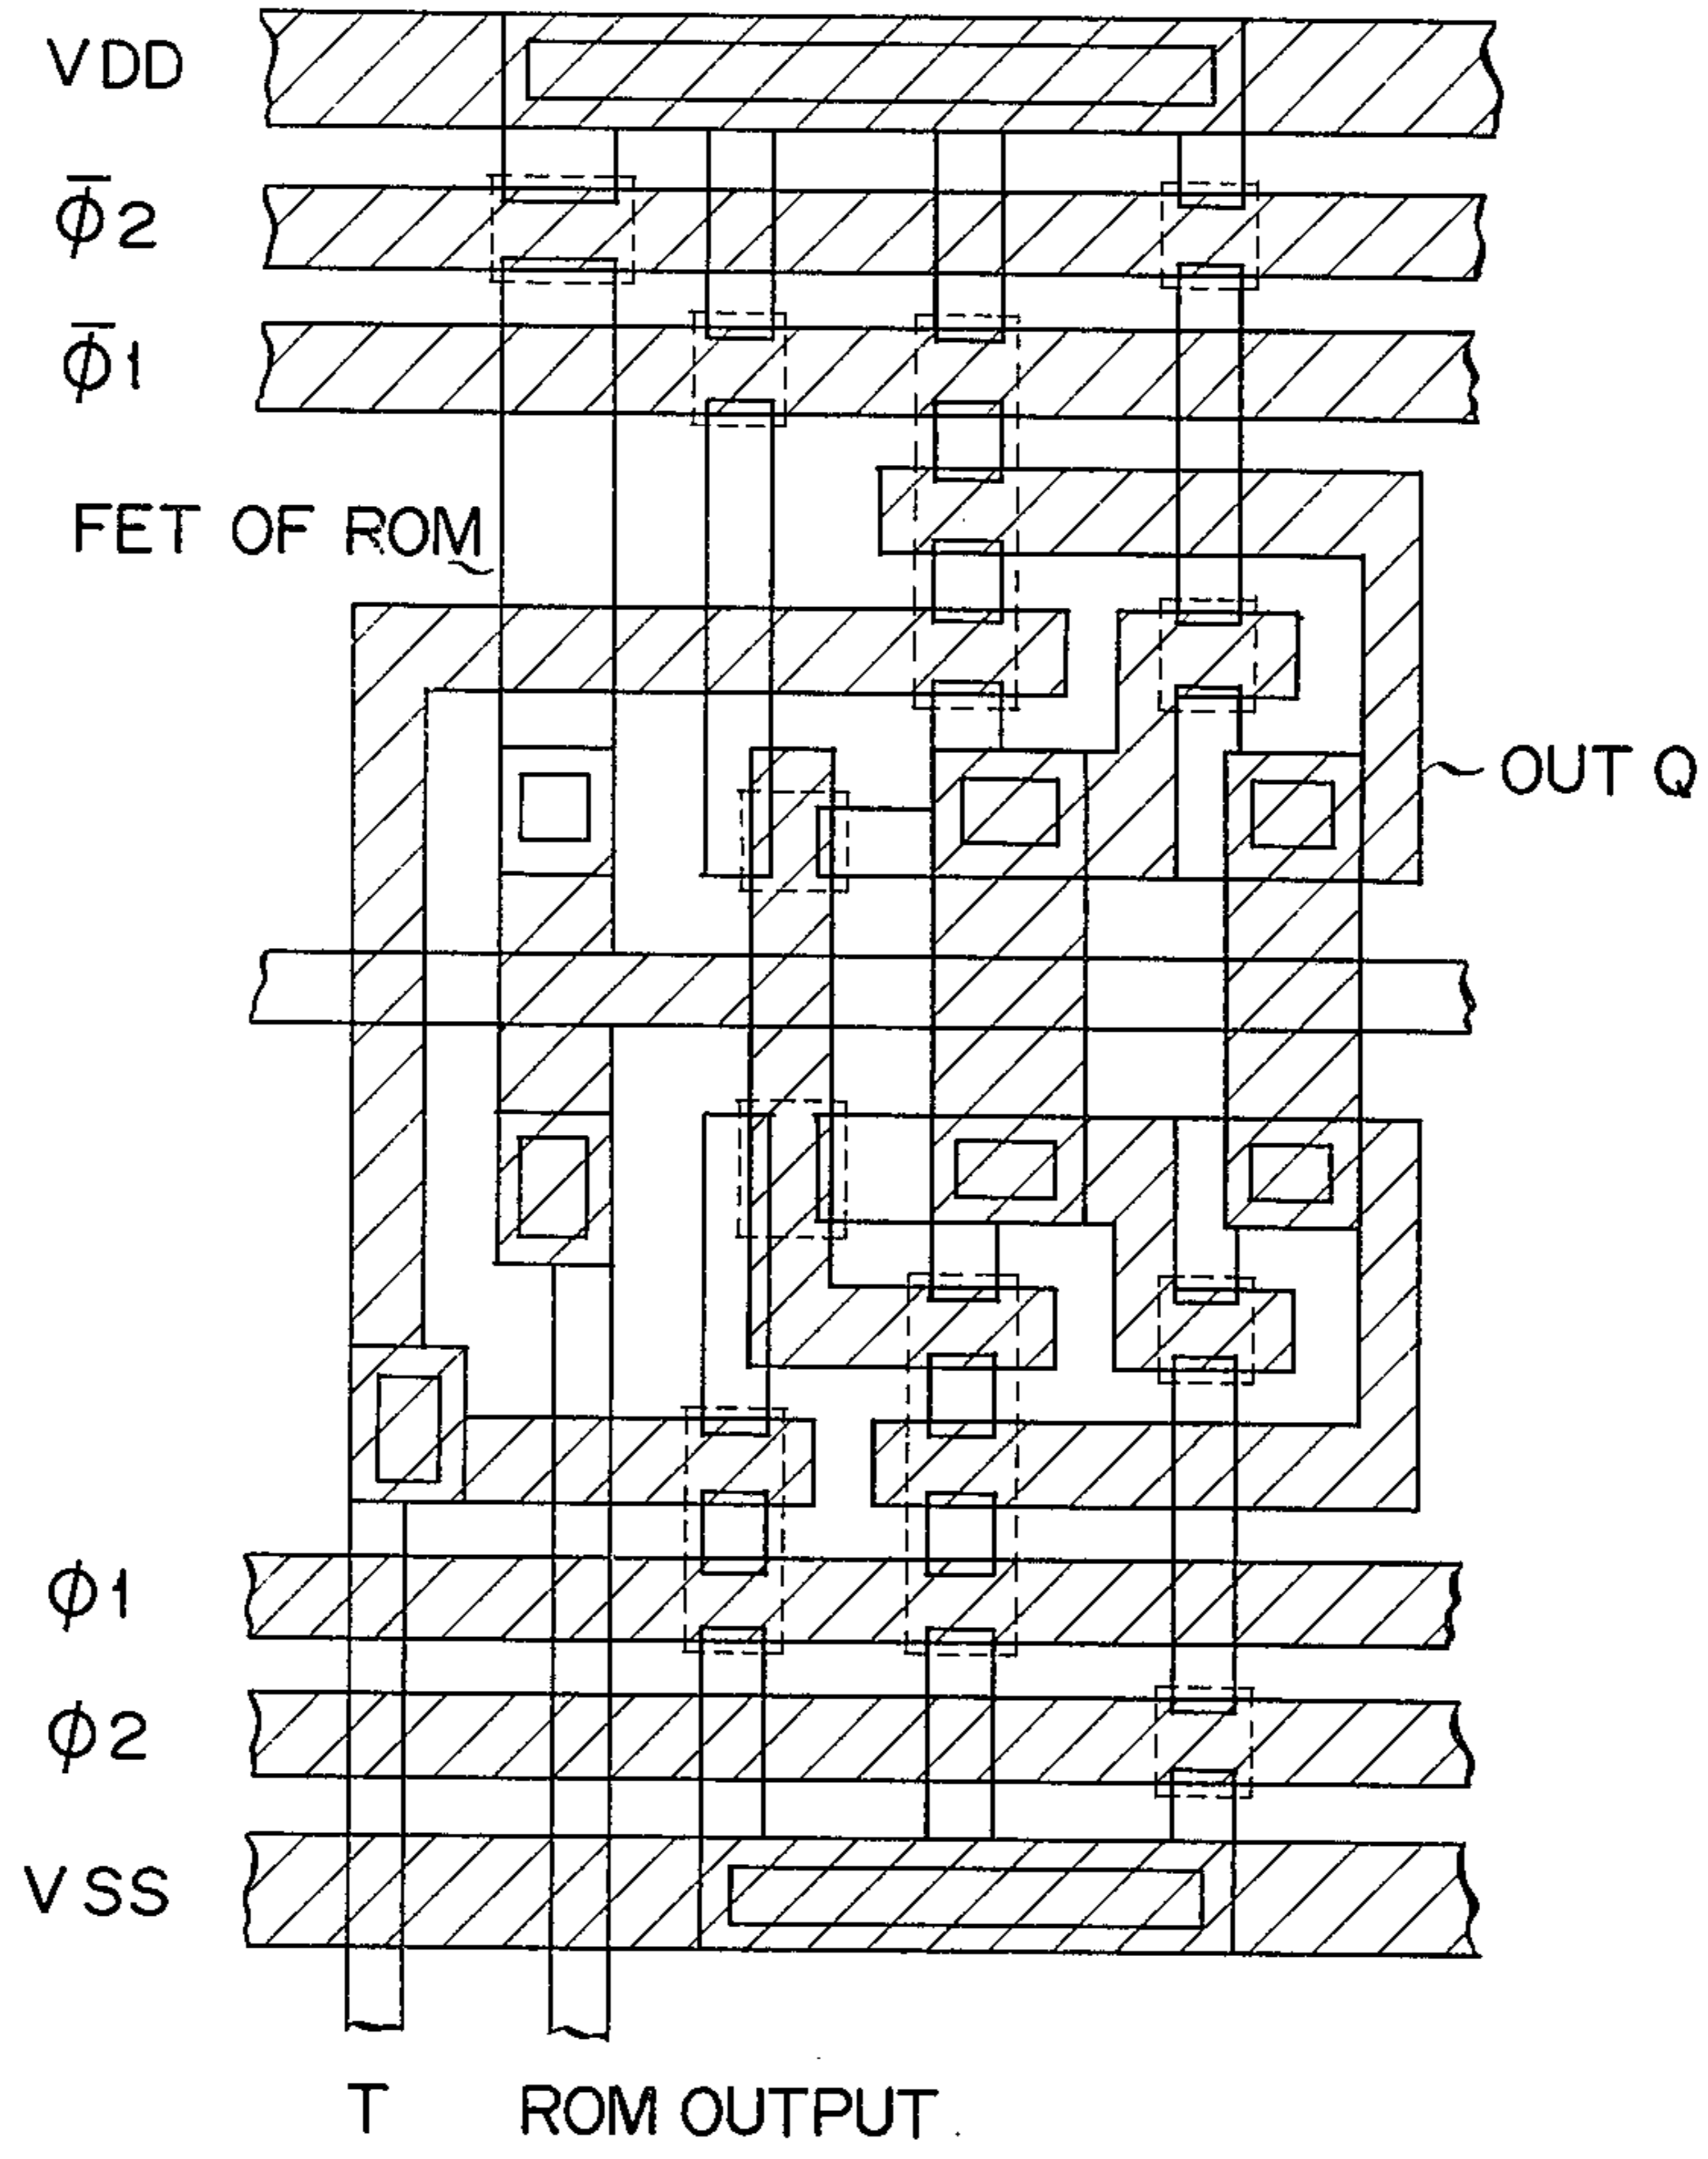 VDD
ϕ̅2
ϕ̅1
FET OF ROM
OUT Q
ϕ1
ϕ2
VSS
T ROM OUTPUT